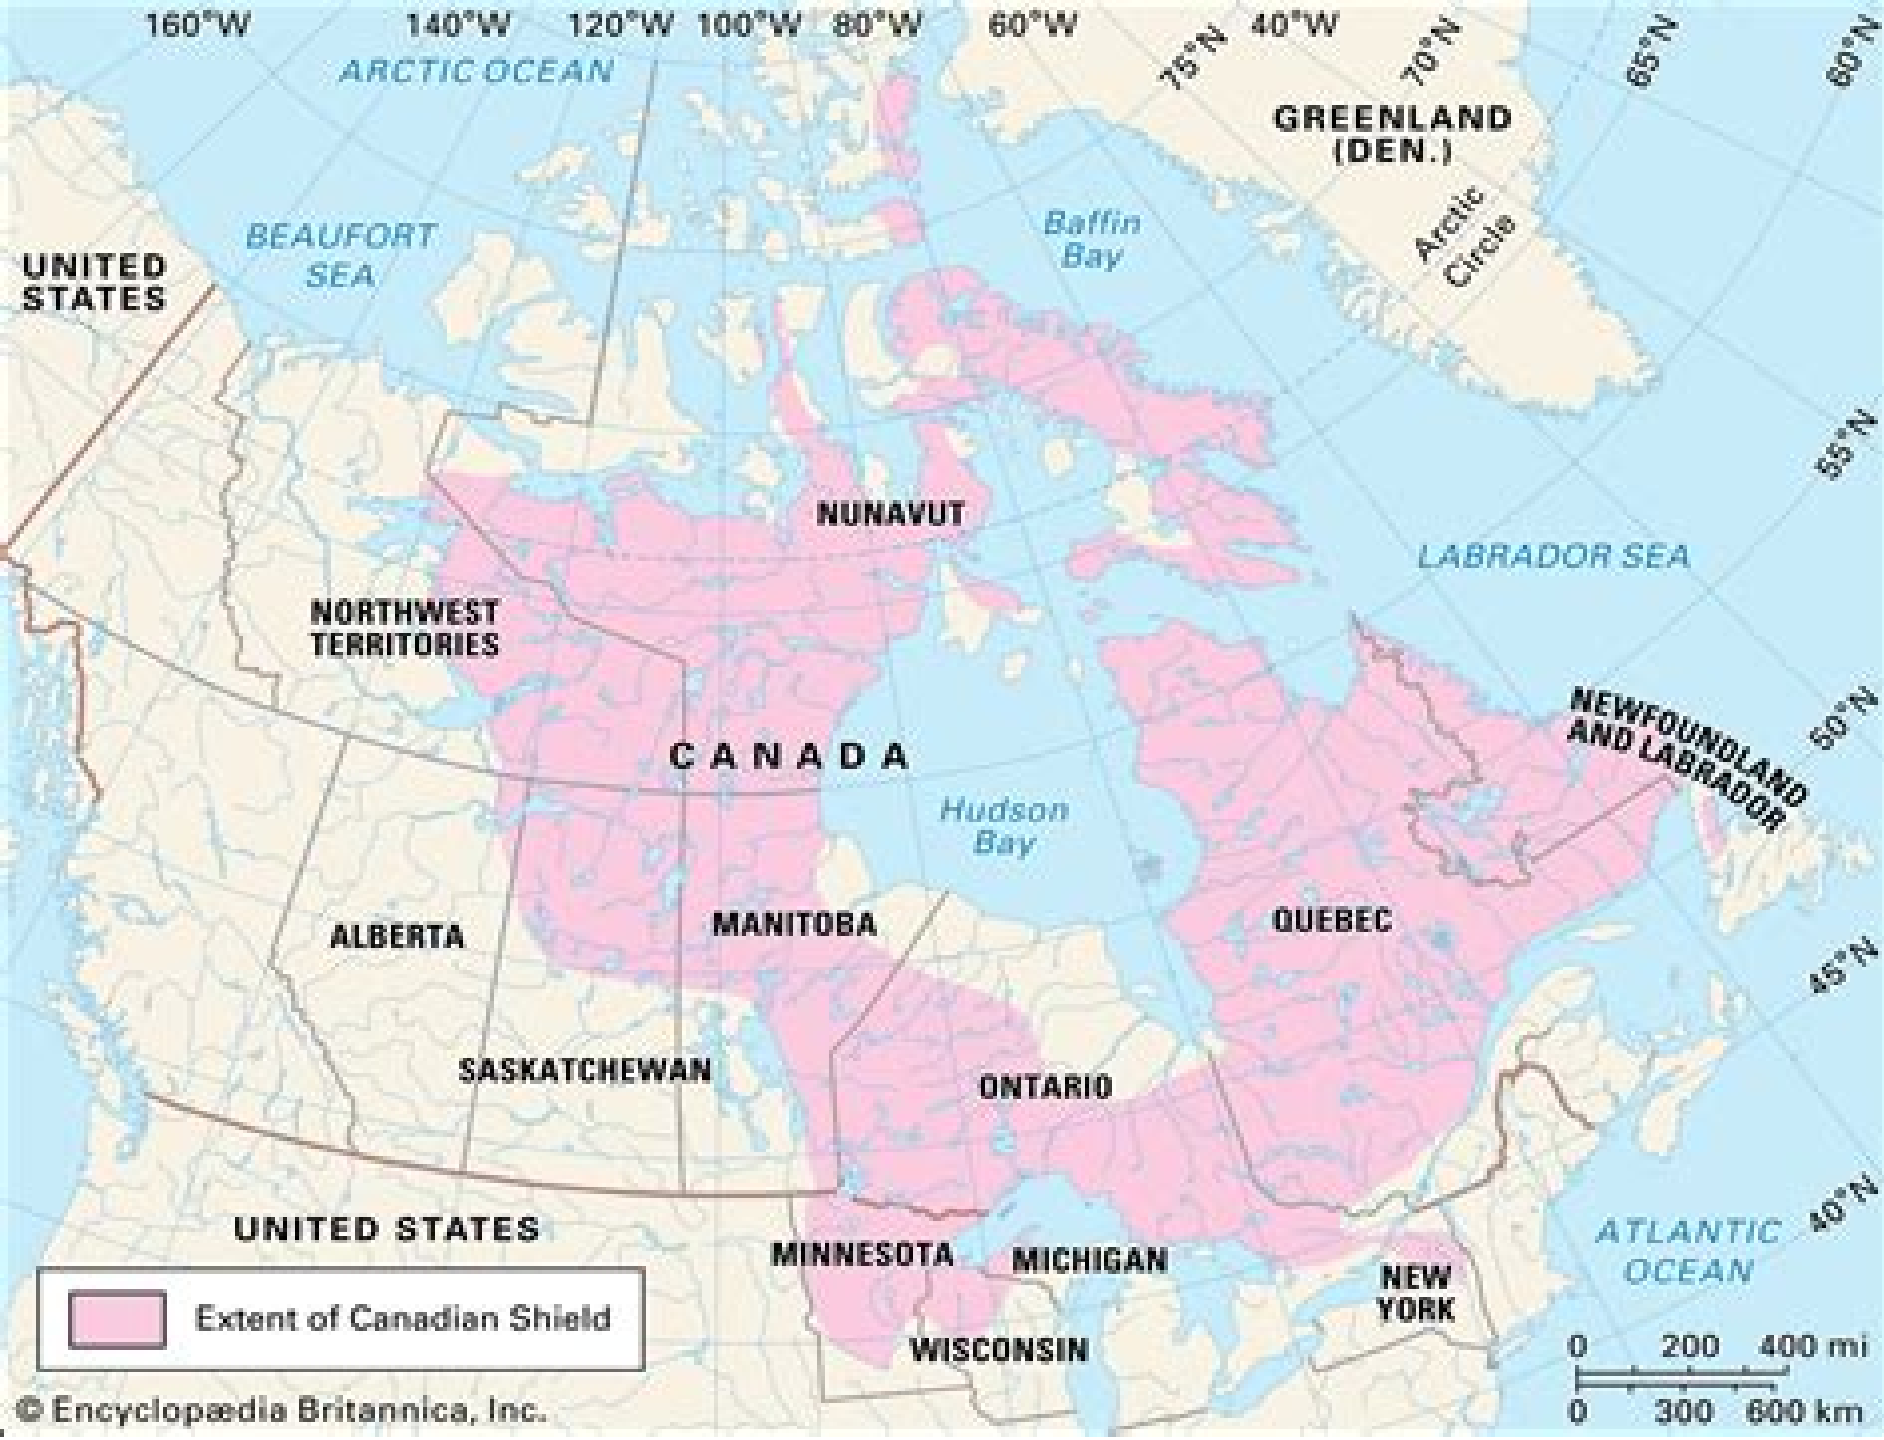 160°W 140°W 120°W 100°W 80°W 60°W 40°W
75°N
70°N
65°N
60°N
ARCTIC OCEAN
GREENLAND
(DEN.)
Arctic
Circle
BEAUFORT
SEA
Baffin
Bay
UNITED
STATES
55°N
NUNAVUT
LABRADOR SEA
NORTHWEST
TERRITORIES
NEWFOUNDLAND
AND LABRADOR
50°N
CANADA
Hudson
Bay
ALBERTA
MANITOBA
QUEBEC
45°N
SASKATCHEWAN
ONTARIO
40°N
UNITED STATES
MINNESOTA
MICHIGAN
ATLANTIC
OCEAN
NEW
YORK
WISCONSIN
Extent of Canadian Shield
0 200 400 mi
0 300 600 km
© Encyclopædia Britannica, Inc.